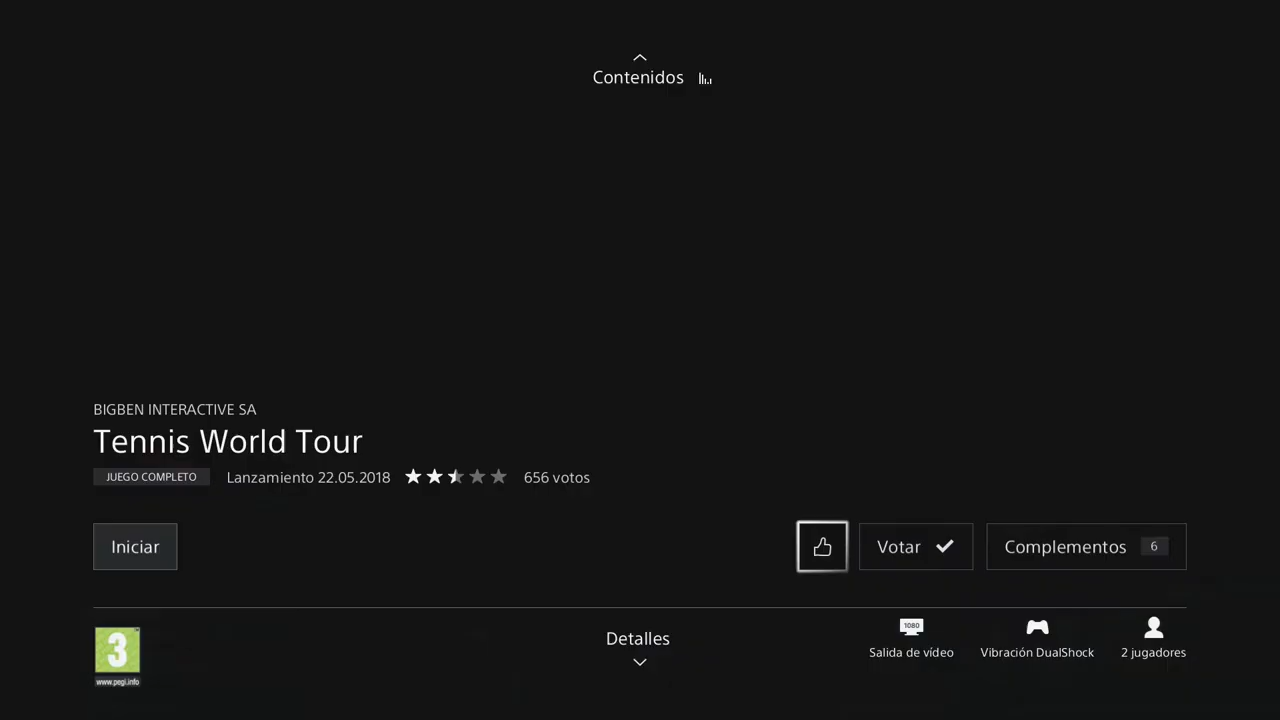 Contenidos
BIGBEN INTERACTIVE SA
Tennis World Tour
JUEGO COMPLETO Lanzamiento 22.05.2018 656 votos
Iniciar Votar Complementos 6
3
www.pegi.info
Detalles
1080
Salida de vídeo Vibración DualShock 2 jugadores